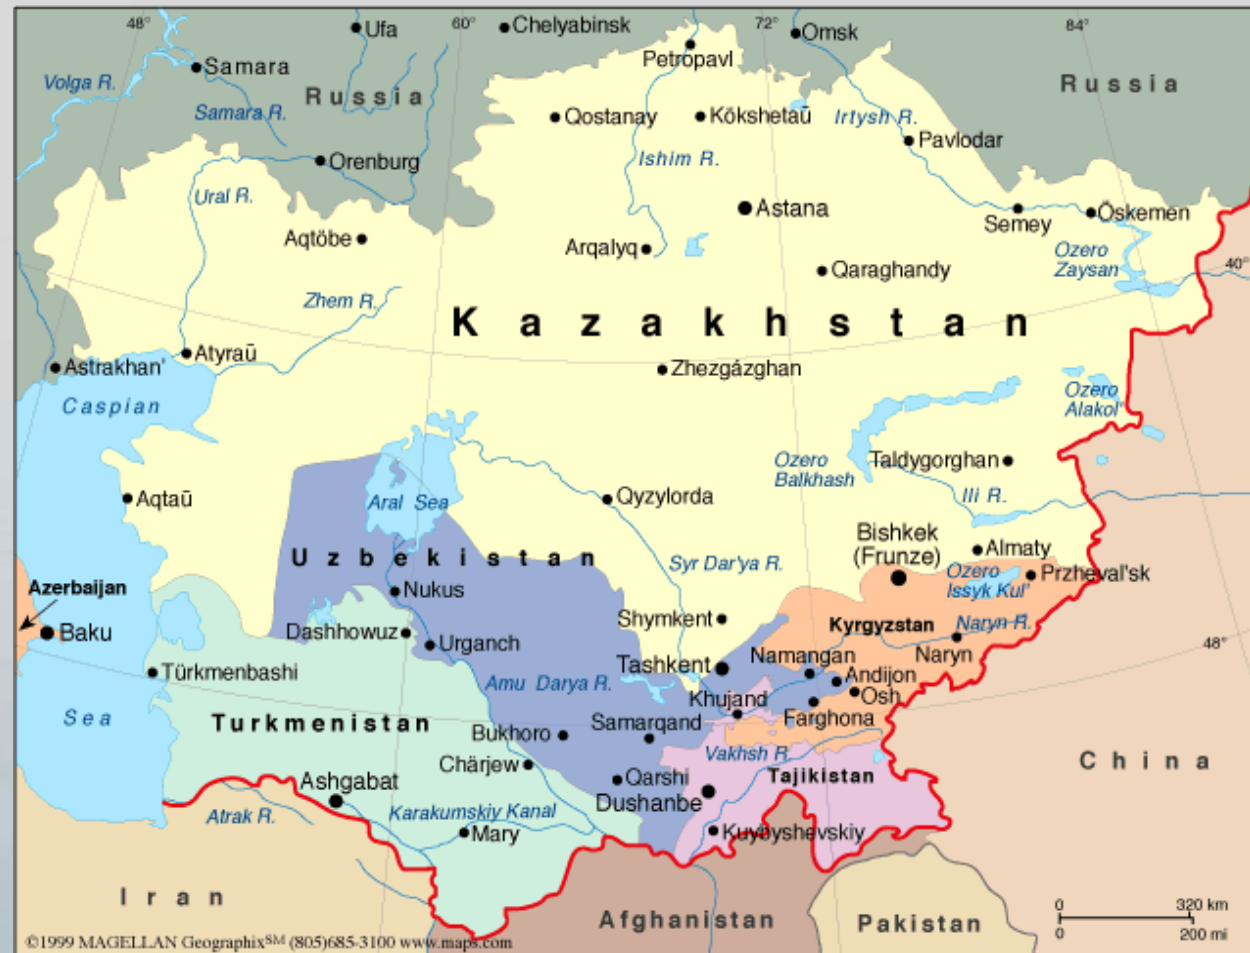 48°
60°
72°
84°
Ufa
Chelyabinsk
Omsk
Petropavl
Samara
Volga R.
Russia
Russia
Samara R.
Qostanay
Kökshetaū
Irtysh R.
Pavlodar
Orenburg
Ishim R.
Ural R.
Astana
Semey
Öskemen
Aqtöbe
Arqalyq
Ozero
Zaysan
40°
Qaraghandy
Zhem R.
Kazakhstan
Atyraū
Astrakhan'
Zhezgázghan
Caspian
Ozero
Alakol'
Ozero
Balkhash
Taldygorghan
Aqtaū
Aral Sea
Qyzylorda
Ili R.
Bishkek
(Frunze)
Almaty
Uzbekistan
Syr Dar'ya R.
Ozero
Issyk Kul'
Przheval'sk
Azerbaijan
Nukus
Shymkent
Kyrgyzstan
Naryn R.
Baku
Dashhowuz
Urganch
Naryn
48°
Türkmenbashi
Tashkent
Namangan
Andijon
Amu Darya R.
Khujand
Osh
Sea
Turkmenistan
Samarqand
Farghona
Bukhoro
Vakhsh R.
China
Chärjew
Qarshi
Tajikistan
Ashgabat
Dushanbe
Atrak R.
Karakumskiy Kanal
Mary
Kuybyshevskiy
Iran
Afghanistan
Pakistan
0 320 km
0 200 mi
©1999 MAGELLAN Geographix℠ (805)685-3100 www.maps.com